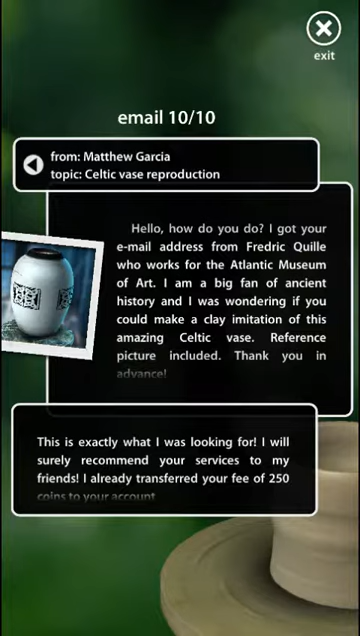 exit
email 10/10
from: Matthew Garcia
topic: Celtic vase reproduction
Hello, how do you do? I got your
e-mail address from Fredric Quille
who works for the Atlantic Museum
of Art. I am a big fan of ancient
history and I was wondering if you
could make a clay imitation of this
amazing Celtic vase. Reference
picture included. Thank you in
advance!
This is exactly what I was looking for! I will
surely recommend your services to my
friends! I already transferred your fee of 250
coins to your account